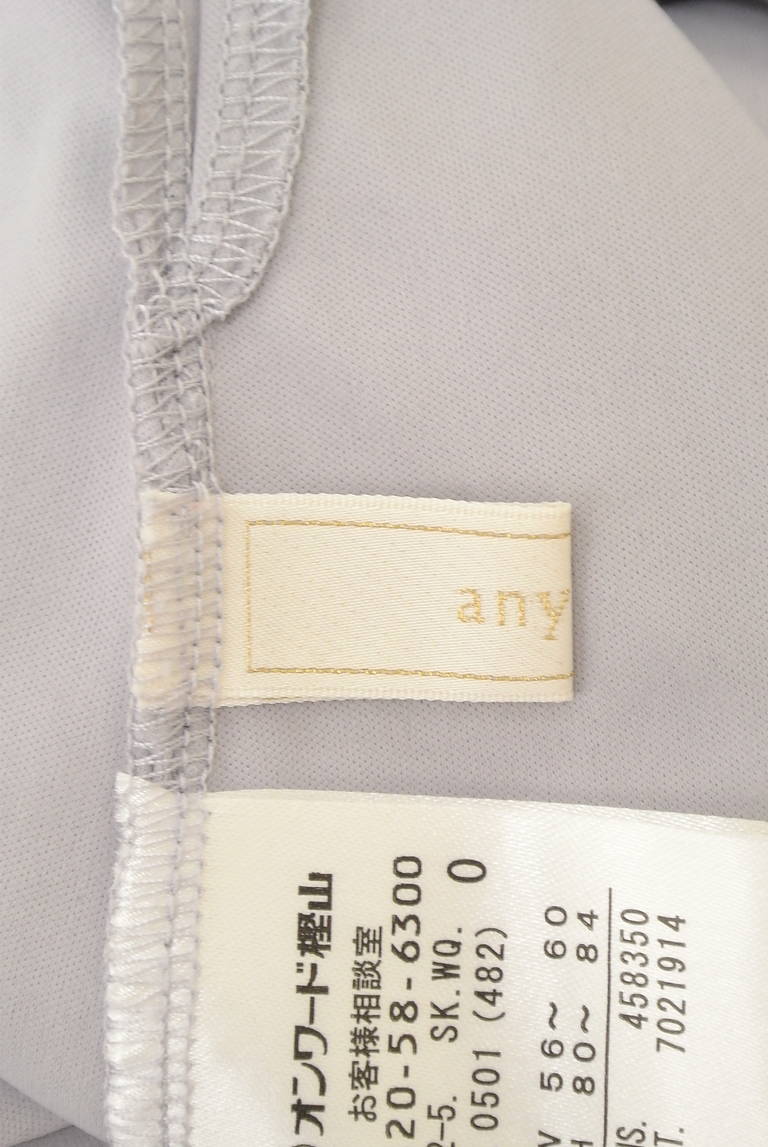 any
オンワード樫山
お客様相談室
20-58-6300
2-5. SK.WQ. 0
0501 (482)
56~ 60
80~ 84
S. 458350
T. 7021914